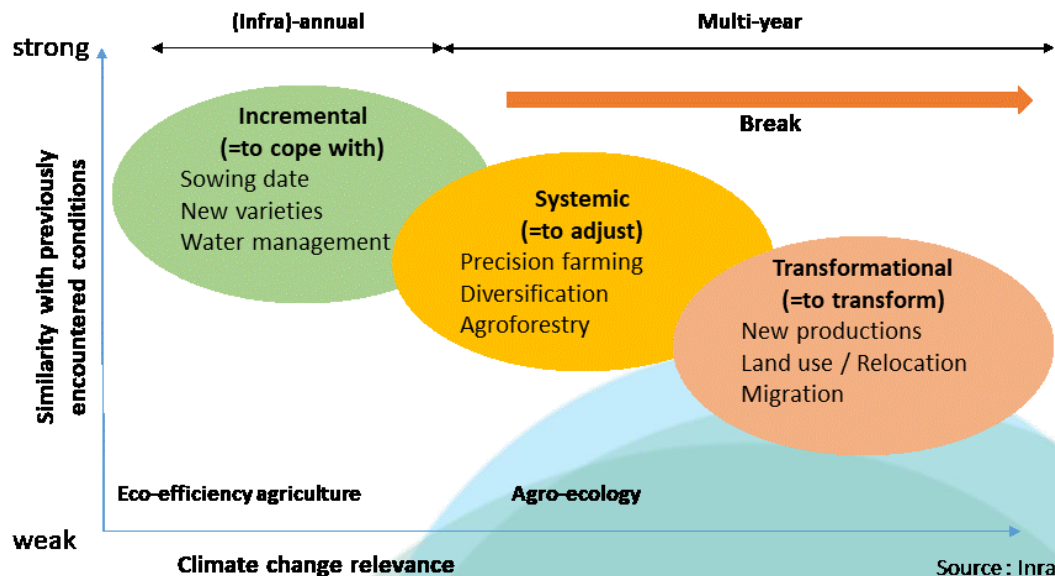 (Infra)-annual
Multi-year
strong
Break
Similarity with previously
encountered conditions
Incremental
(=to cope with)
Sowing date
New varieties
Water management
Systemic
(=to adjust)
Precision farming
Diversification
Agroforestry
Transformational
(=to transform)
New productions
Land use / Relocation
Migration
Eco-efficiency agriculture
Agro-ecology
weak
Climate change relevance
Source : Inra